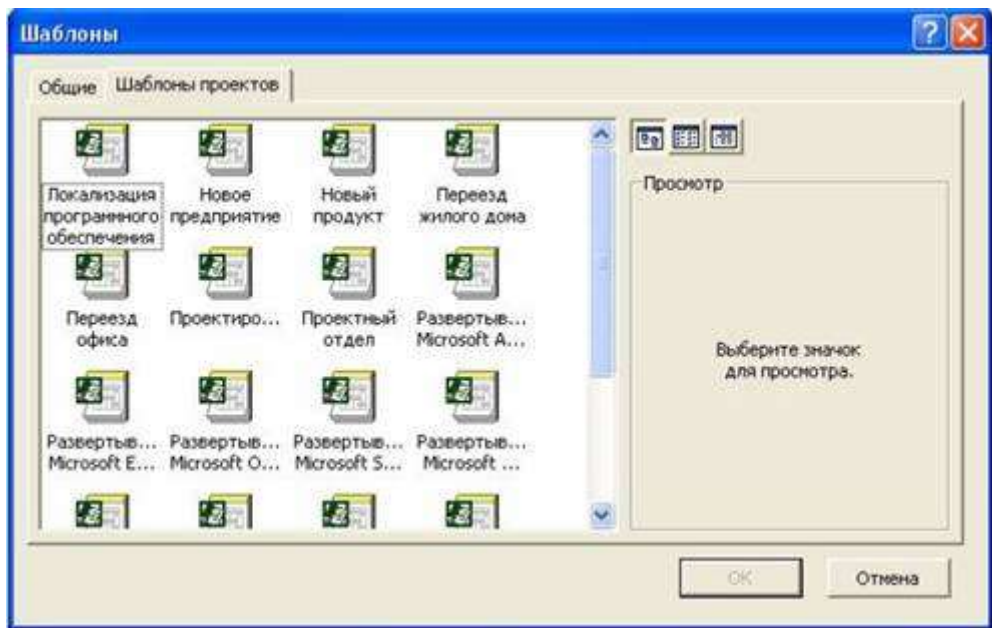 Шаблоны
Общие Шаблоны проектов
Локализация программного обеспечения
Новое предприятие
Новый продукт
Переезд жилого дома
Переезд офиса
Проектиро...
Проектный отдел
Развертыв... Microsoft A...
Развертыв... Microsoft E...
Развертыв... Microsoft O...
Развертыв... Microsoft S...
Развертыв... Microsoft ...
Просмотр
Выберите значок
для просмотра.
OK Отмена